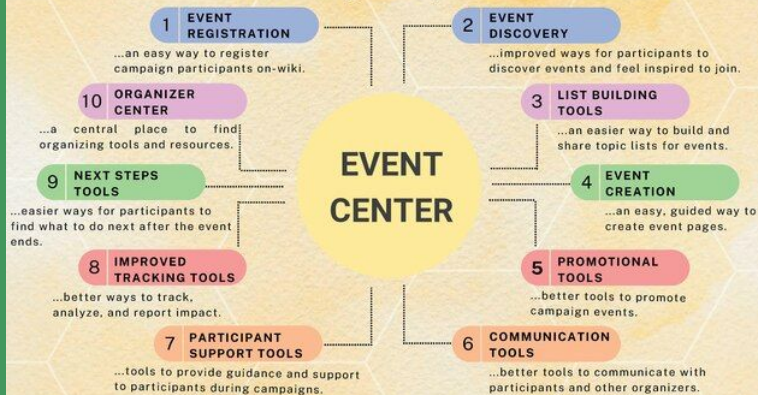 1 EVENT
REGISTRATION
...an easy way to register
campaign participants on-wiki.
2 EVENT
DISCOVERY
...improved ways for participants to
discover events and feel inspired to join.
10 ORGANIZER
CENTER
...a central place to find
organizing tools and resources.
3 LIST BUILDING
TOOLS
...an easier way to build and
share topic lists for events.
EVENT
CENTER
9 NEXT STEPS
TOOLS
...easier ways for participants to
find what to do next after the event
ends.
4 EVENT
CREATION
...an easy, guided way to
create event pages.
8 IMPROVED
TRACKING TOOLS
...better ways to track,
analyze, and report impact.
5 PROMOTIONAL
TOOLS
...better tools to promote
campaign events.
7 PARTICIPANT
SUPPORT TOOLS
...tools to provide guidance and support
to participants during campaigns.
6 COMMUNICATION
TOOLS
...better tools to communicate with
participants and other organizers.